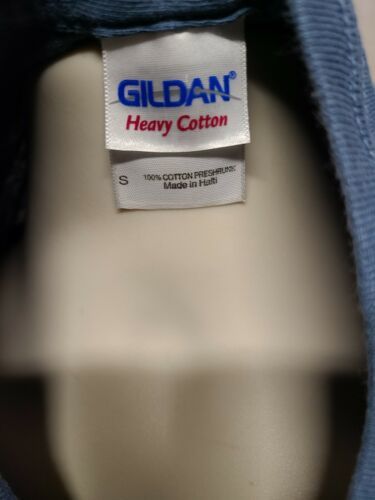 GILDAN®
Heavy Cotton
S 100% COTTON PRESHRUNK
Made in Haiti